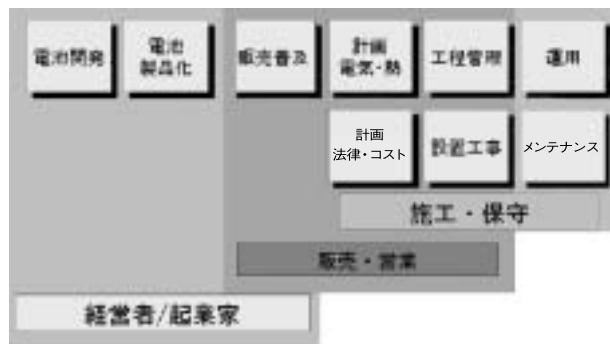 電池開発
電池
製品化
販売普及
計画
電気・熱
工程管理
運用
計画
法律・コスト
設置工事
メンテナンス
施工・保守
販売・営業
経営者/起業家